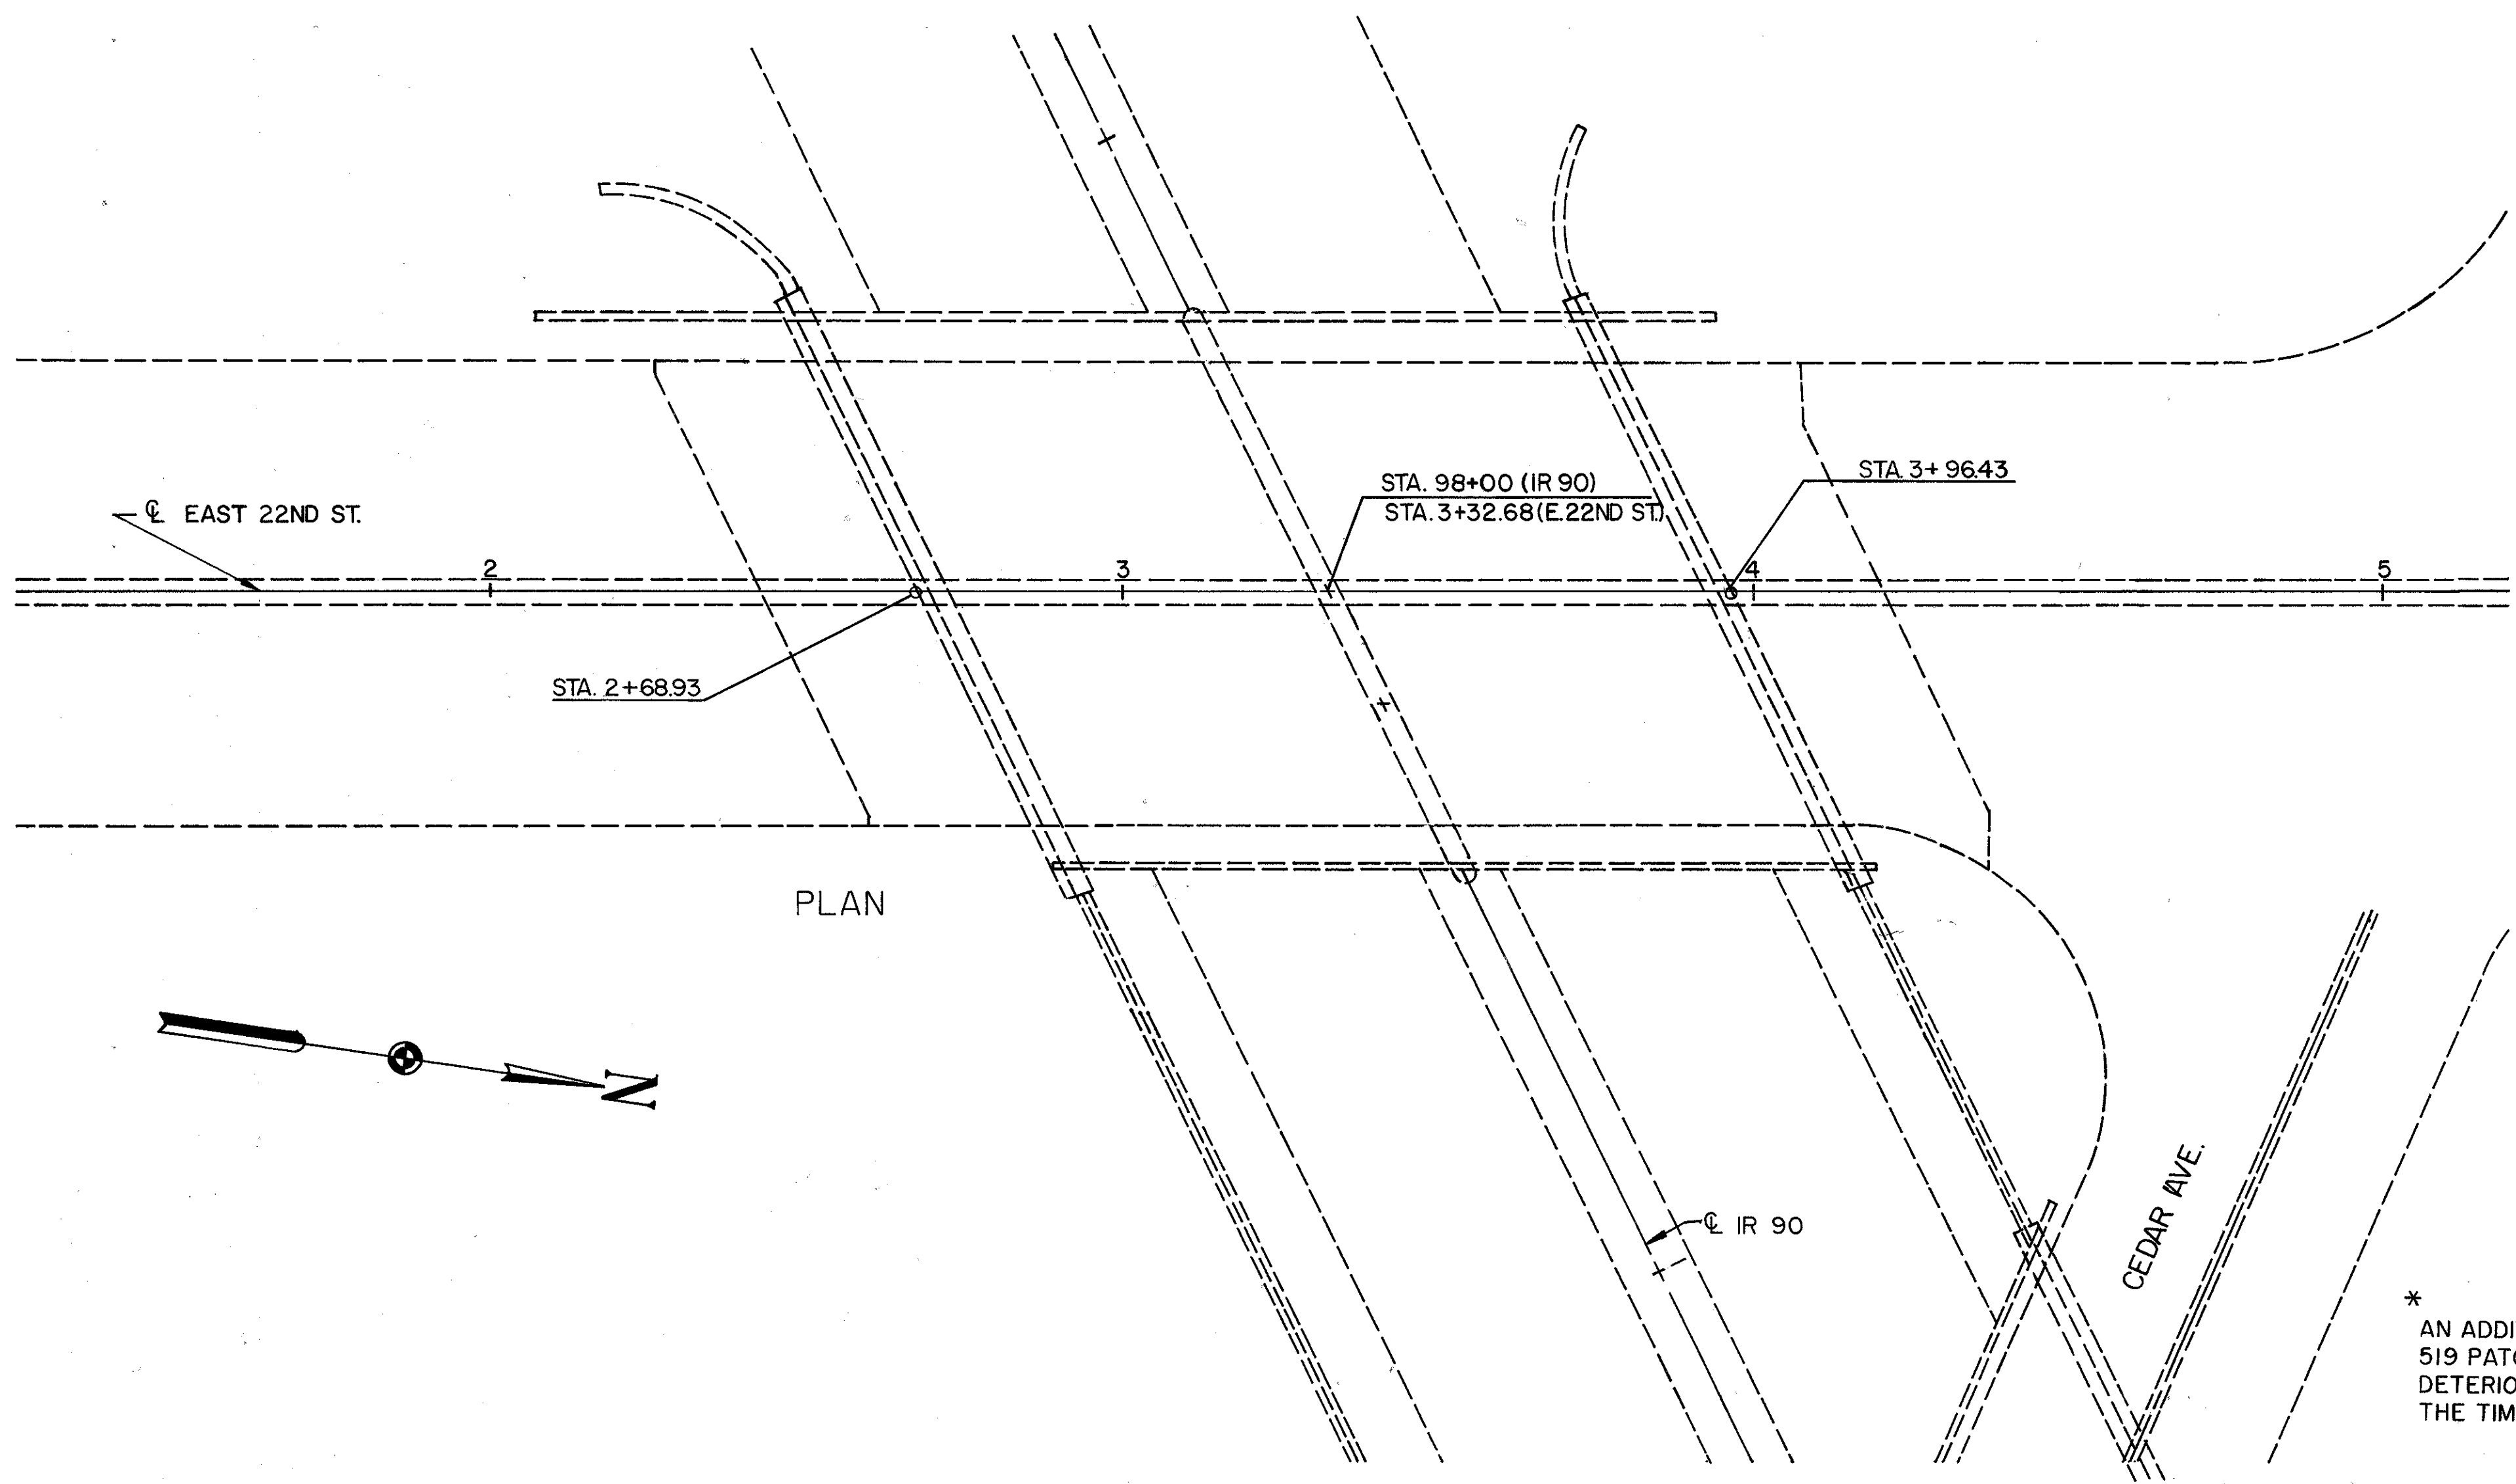 STA. 98+00 (IR 90)
STA. 3+32.68 (E. 22ND ST.)
STA. 3+96.43
℄ EAST 22ND ST.
2
3
4
5
STA. 2+68.93
PLAN
N
℄ IR 90
CEDAR AVE.
*
AN ADDI
519 PAT
DETERIO
THE TIM